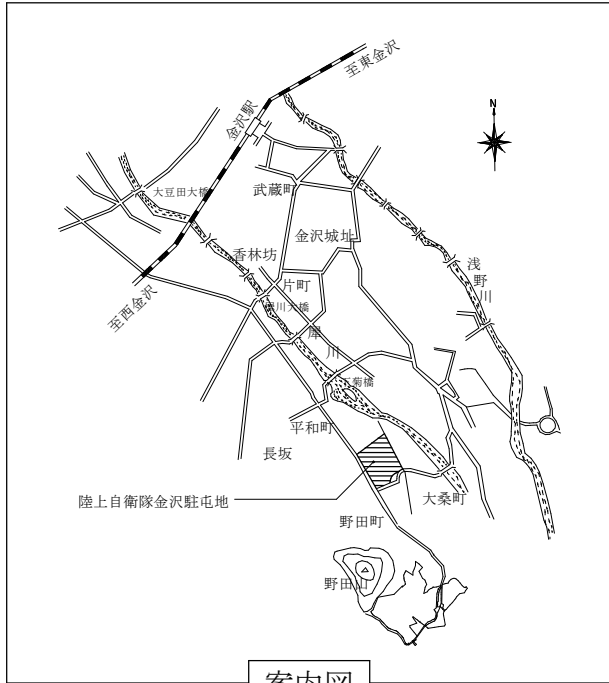 至東金沢
金沢駅
N
大豆田大橋
武蔵町
金沢城址
香林坊
浅野川
片町
至西金沢
犀川大橋
犀川
菊橋
平和町
長坂
陸上自衛隊金沢駐屯地
大桑町
野田町
野田山
案内図